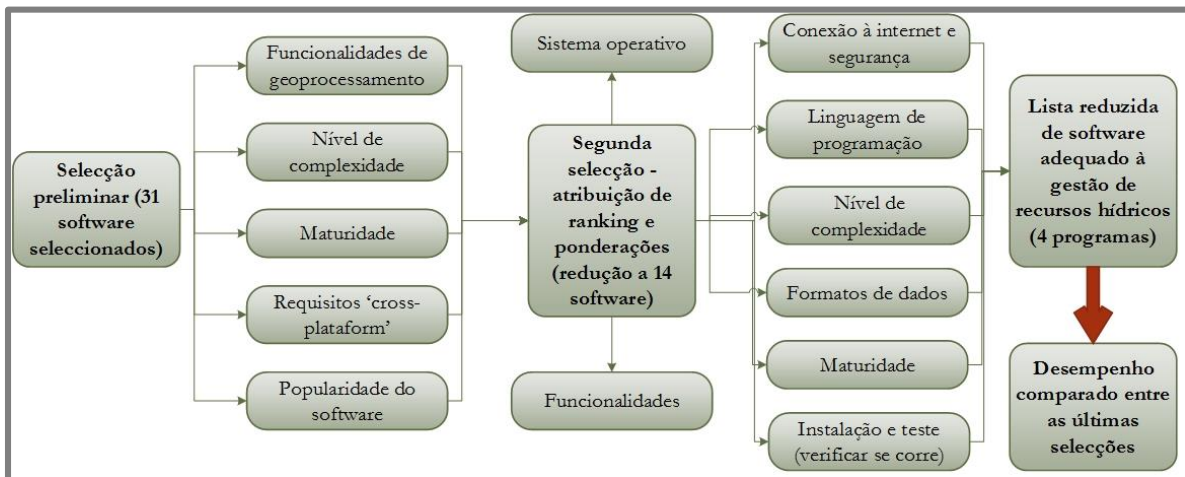 Selecção
preliminar (31
software
seleccionados)
Funcionalidades de
geoprocessamento
Nível de
complexidade
Maturidade
Requisitos ‘cross-
plataform’
Popularidade do
software
Sistema operativo
Segunda
selecção -
atribuição de
ranking e
ponderações
(redução a 14
software)
Funcionalidades
Conexão à internet e
segurança
Linguagem de
programação
Nível de
complexidade
Formatos de dados
Maturidade
Instalação e teste
(verificar se corre)
Lista reduzida
de software
adequado à
gestão de
recursos hídricos
(4 programas)
Desempenho
comparado entre
as últimas
selecções